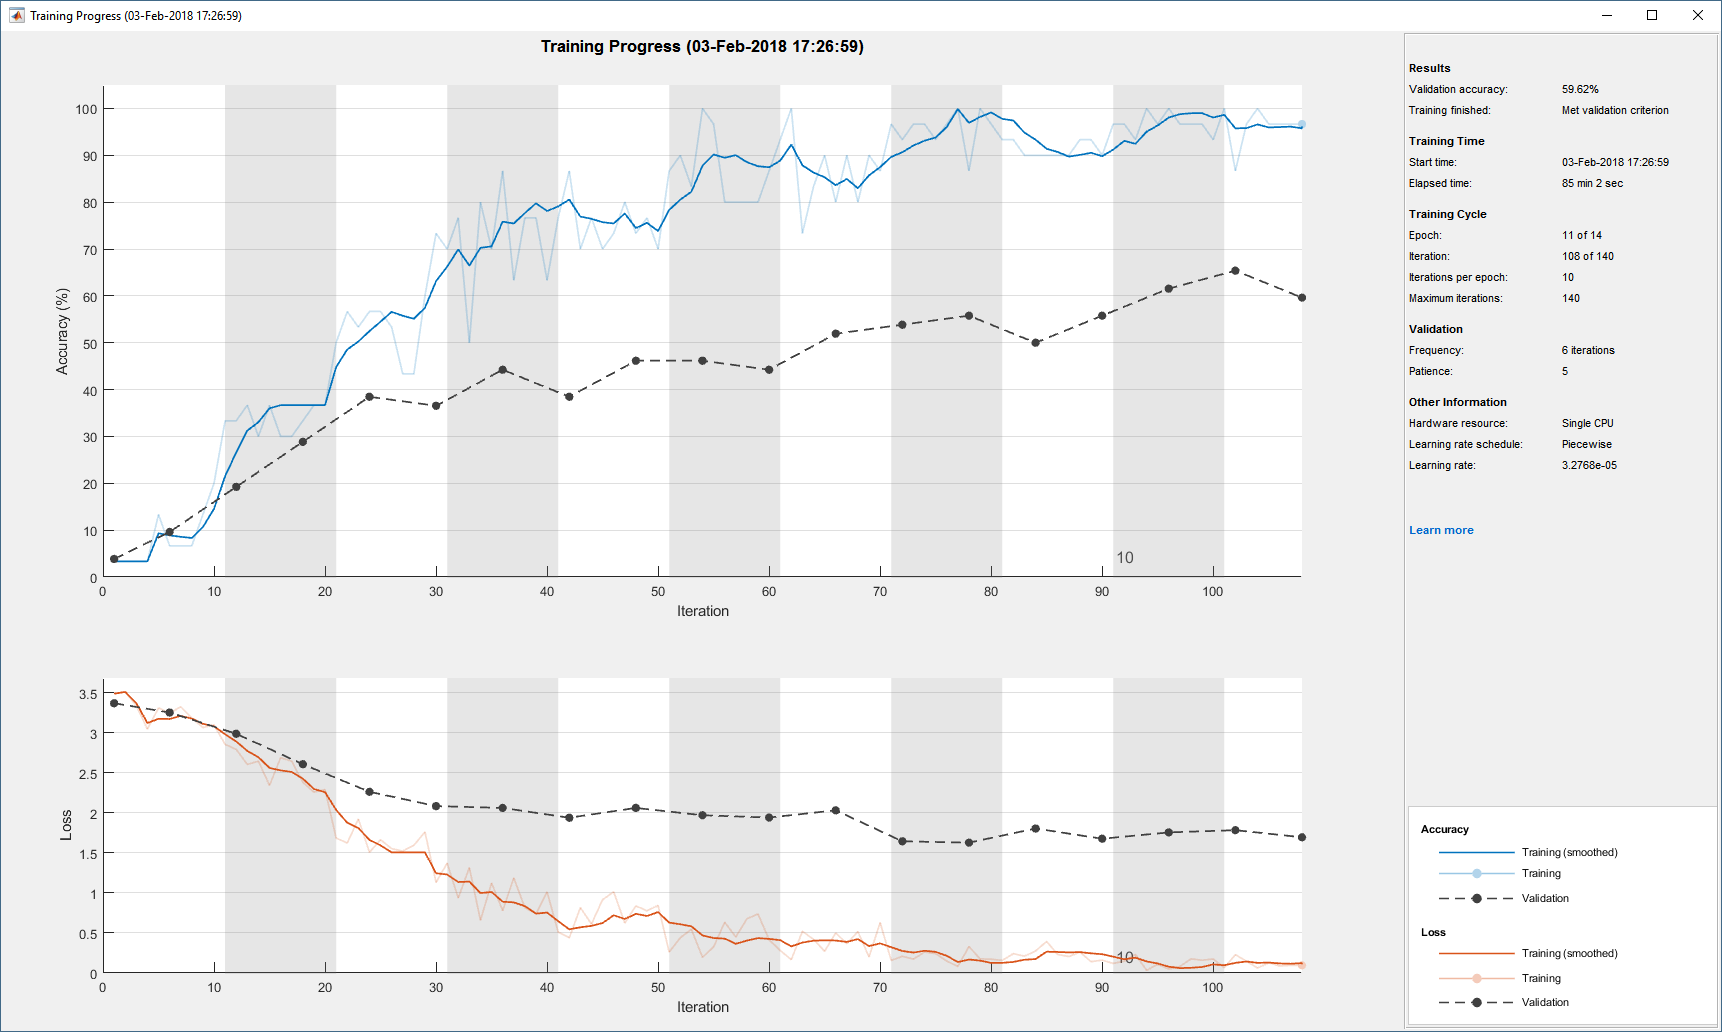 Training Progress (03-Feb-2018 17:26:59)
Training Progress (03-Feb-2018 17:26:59)
Accuracy (%)
100
90
80
70
60
50
40
30
20
10
0
10
0 10 20 30 40 50 60 70 80 90 100
Iteration
Loss
3.5
3
2.5
2
1.5
1
0.5
0
10
0 10 20 30 40 50 60 70 80 90 100
Iteration
Results
Validation accuracy: 59.62%
Training finished: Met validation criterion
Training Time
Start time: 03-Feb-2018 17:26:59
Elapsed time: 85 min 2 sec
Training Cycle
Epoch: 11 of 14
Iteration: 108 of 140
Iterations per epoch: 10
Maximum iterations: 140
Validation
Frequency: 6 iterations
Patience: 5
Other Information
Hardware resource: Single CPU
Learning rate schedule: Piecewise
Learning rate: 3.2768e-05
Learn more
Accuracy
Training (smoothed)
Training
Validation
Loss
Training (smoothed)
Training
Validation